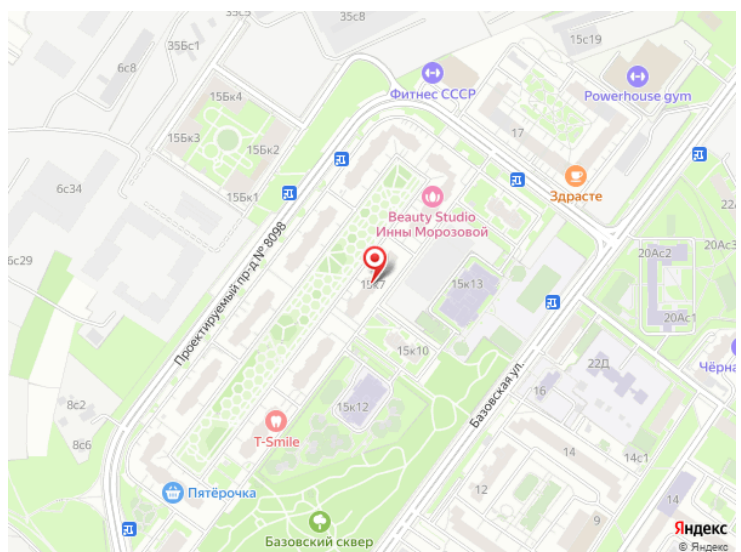 35Бс1
35с8
15с19
6с8
Фитнес СССР
Powerhouse gym
15Бк4
17
15Бк3
15Бк2
Здрасте
6с34
15Бк1
Beauty Studio
Инны Морозовой
20Ас2
20Ас3
6с29
Проектируемый пр-д № 8098
15к7
15к13
20Ас1
15к10
22Д
Чёрна
8с2
15к12
16
Базовская ул.
8с6
T-Smile
14
14с1
Пятёрочка
12
14
9
Базовский сквер
Яндекс
© Яндекс